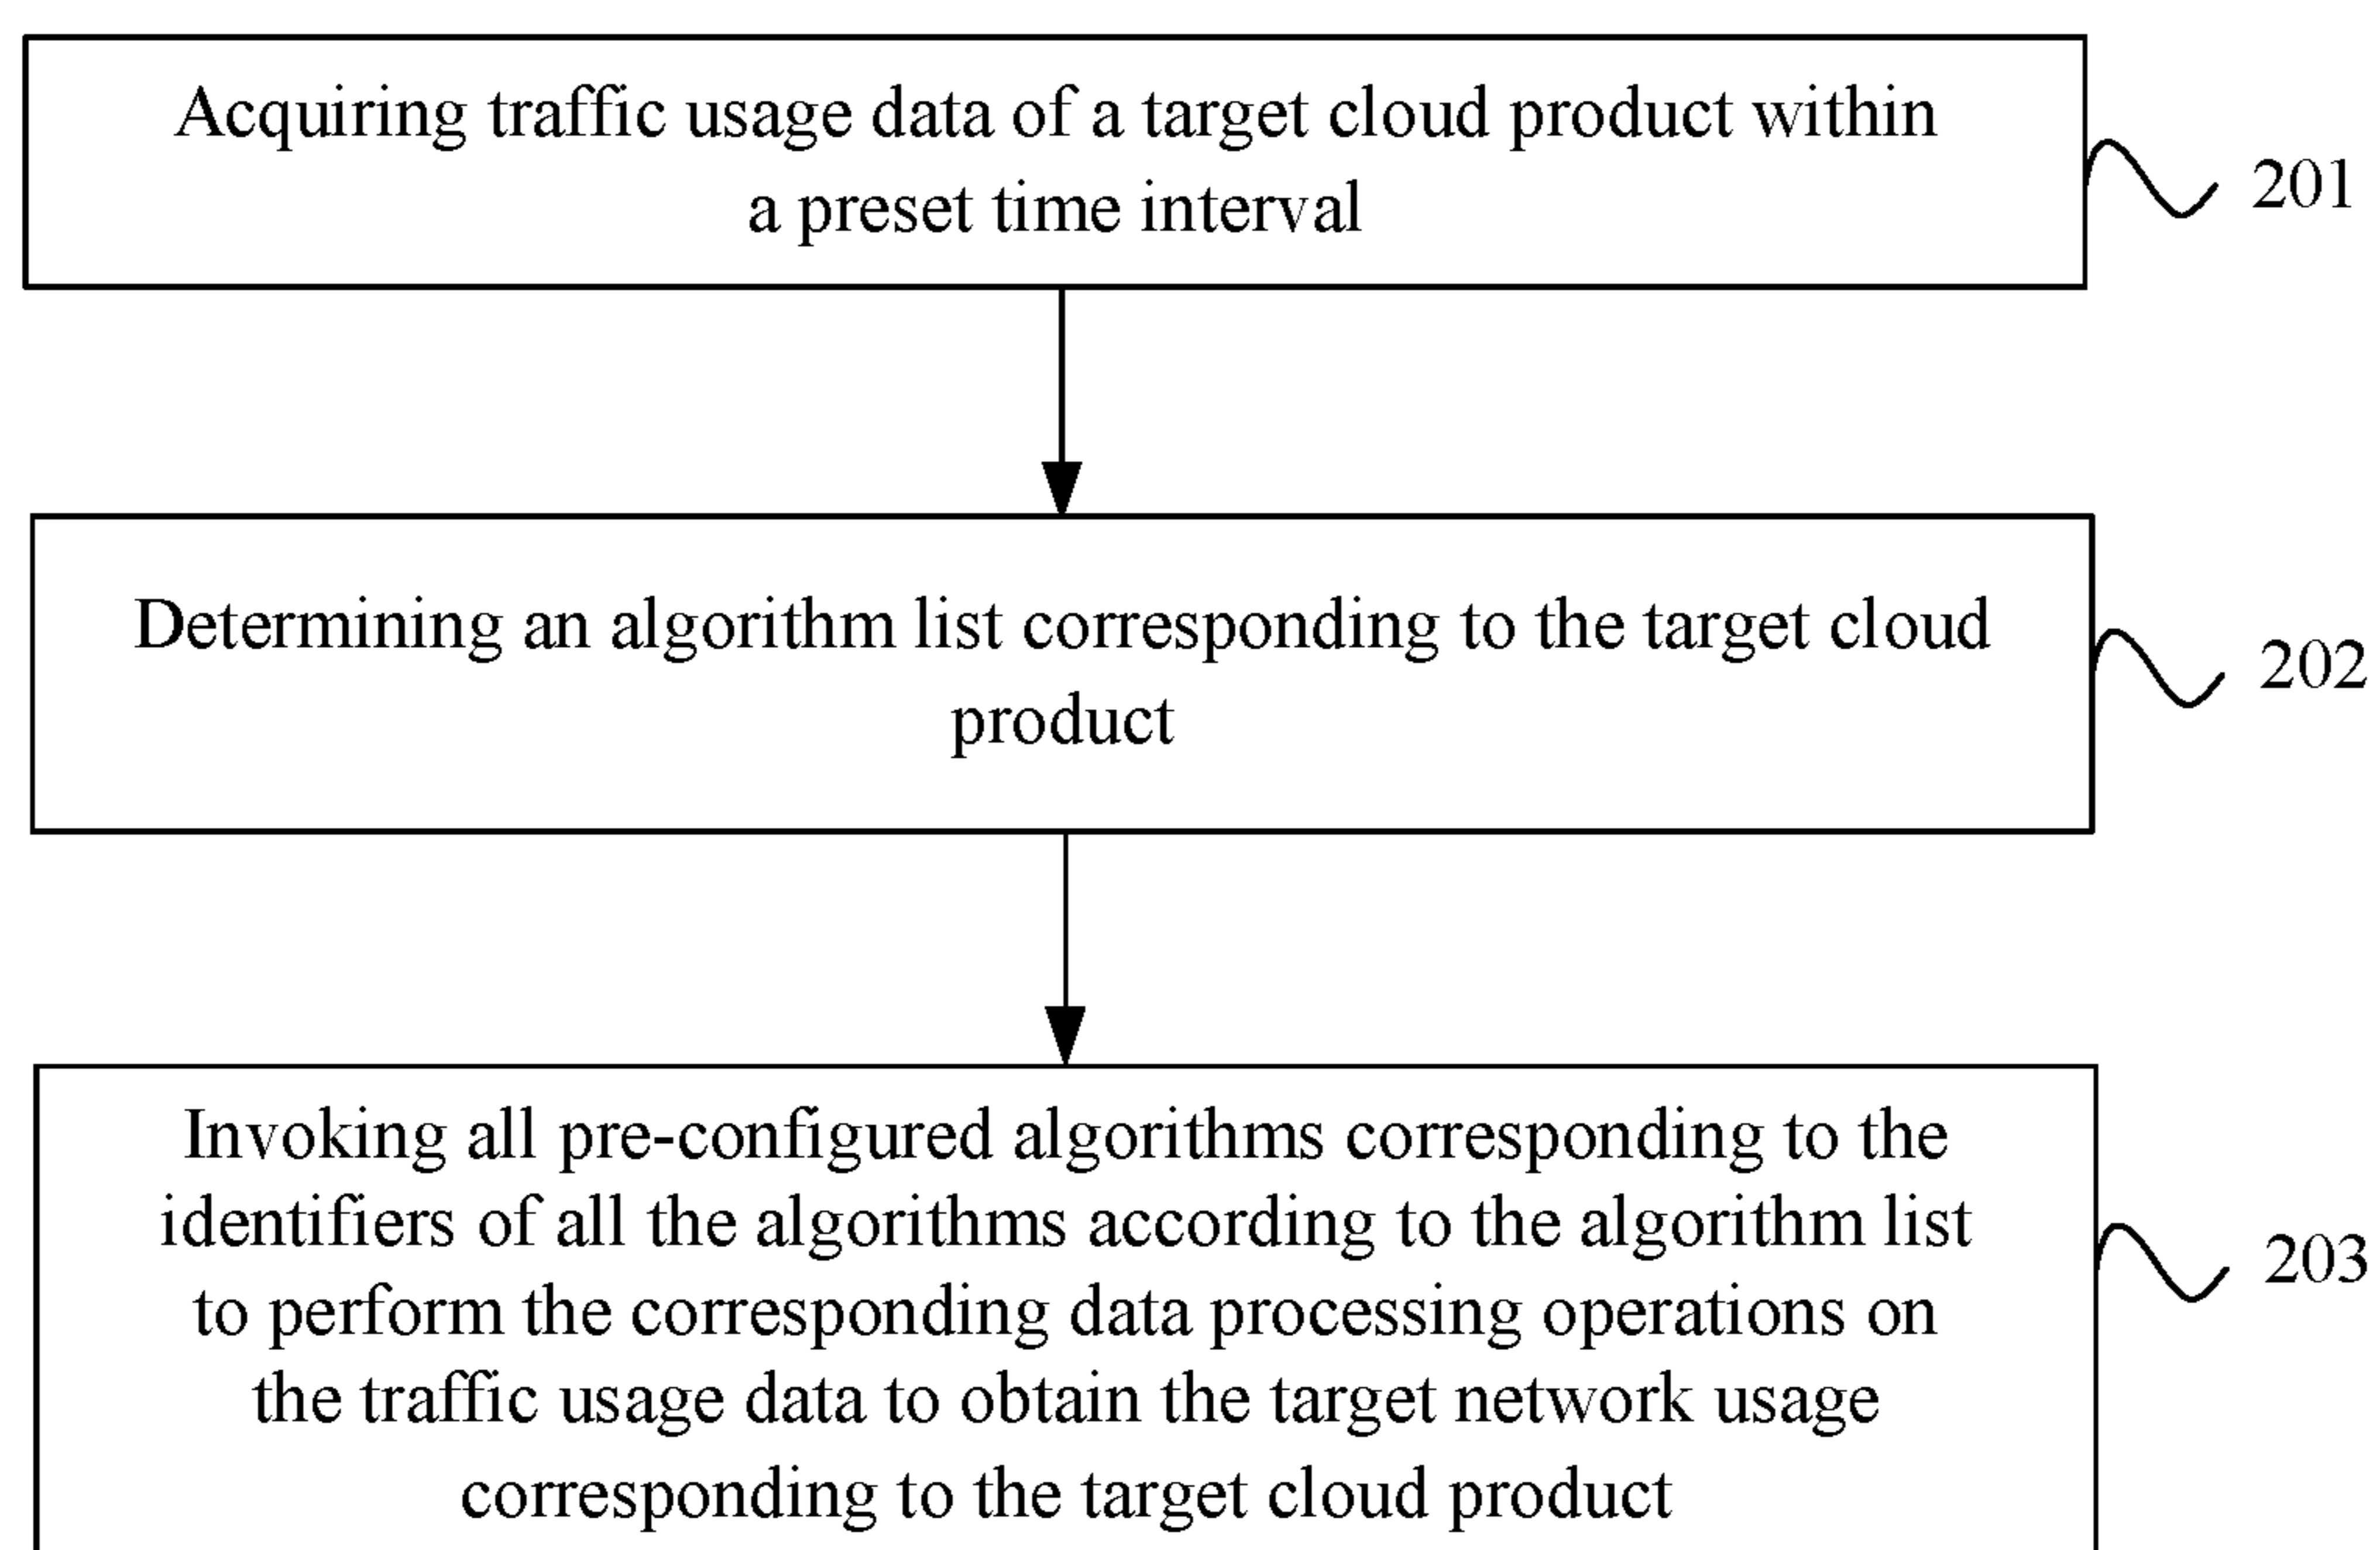 Acquiring traffic usage data of a target cloud product within
a preset time interval
201
Determining an algorithm list corresponding to the target cloud
product
202
Invoking all pre-configured algorithms corresponding to the
identifiers of all the algorithms according to the algorithm list
to perform the corresponding data processing operations on
the traffic usage data to obtain the target network usage
corresponding to the target cloud product
203